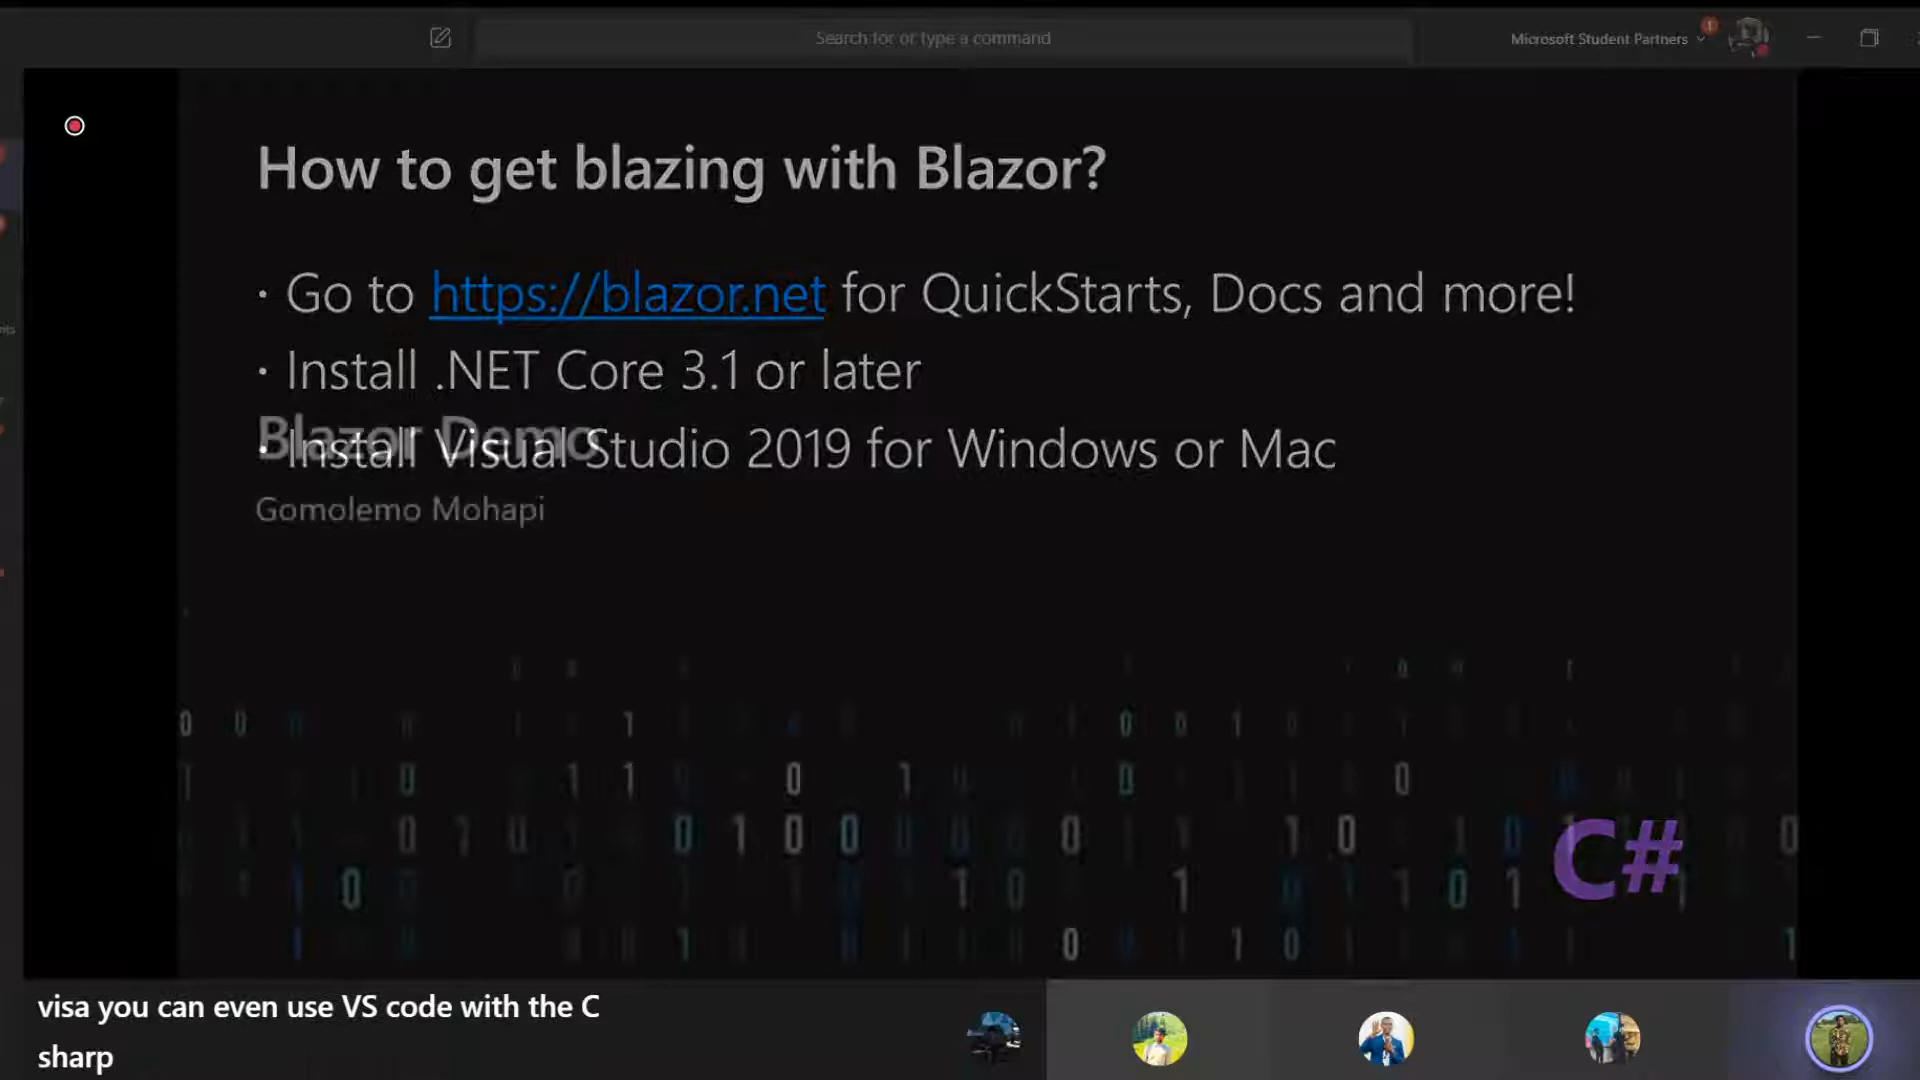 Search for or type a command
Microsoft Student Partners
1
How to get blazing with Blazor?
· Go to https://blazor.net for QuickStarts, Docs and more!
· Install .NET Core 3.1 or later
· Install Visual Studio 2019 for Windows or Mac
Blazor Demo
Gomolemo Mohapi
C#
visa you can even use VS code with the C
sharp